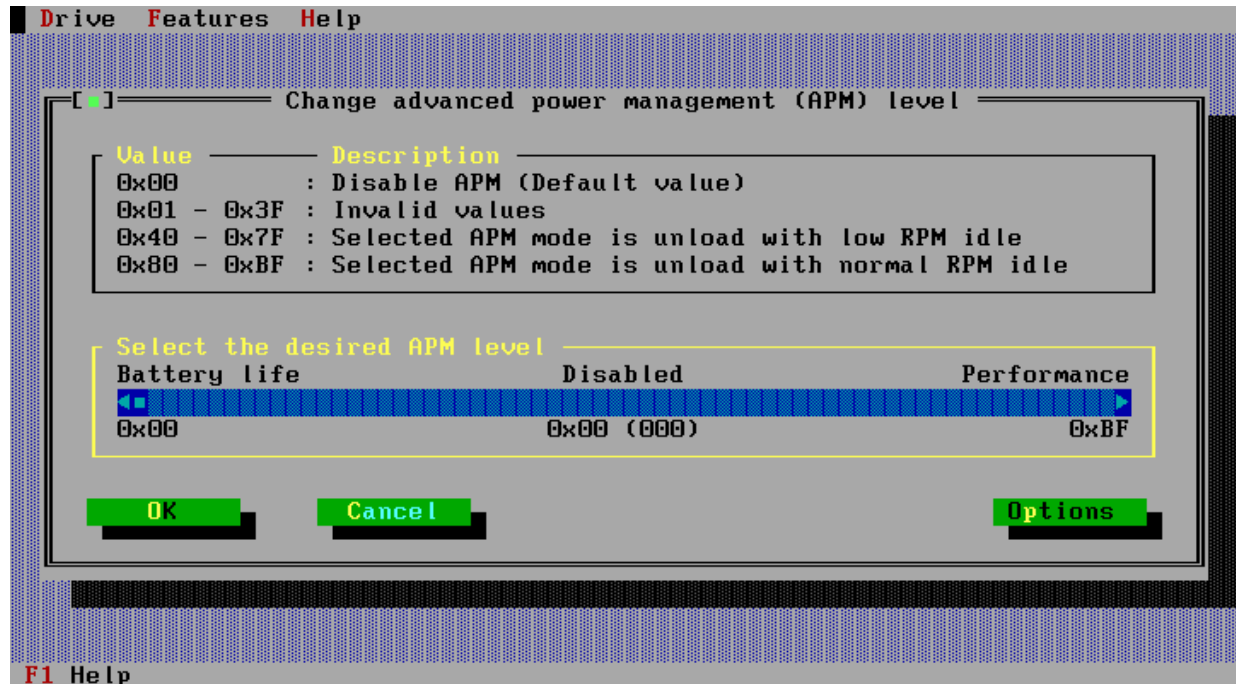 Drive Features Help
[■] Change advanced power management (APM) level
Value Description
0x00 : Disable APM (Default value)
0x01 - 0x3F : Invalid values
0x40 - 0x7F : Selected APM mode is unload with low RPM idle
0x80 - 0xBF : Selected APM mode is unload with normal RPM idle
Select the desired APM level
Battery life Disabled Performance
0x00 0x00 (000) 0xBF
OK Cancel Options
F1 Help